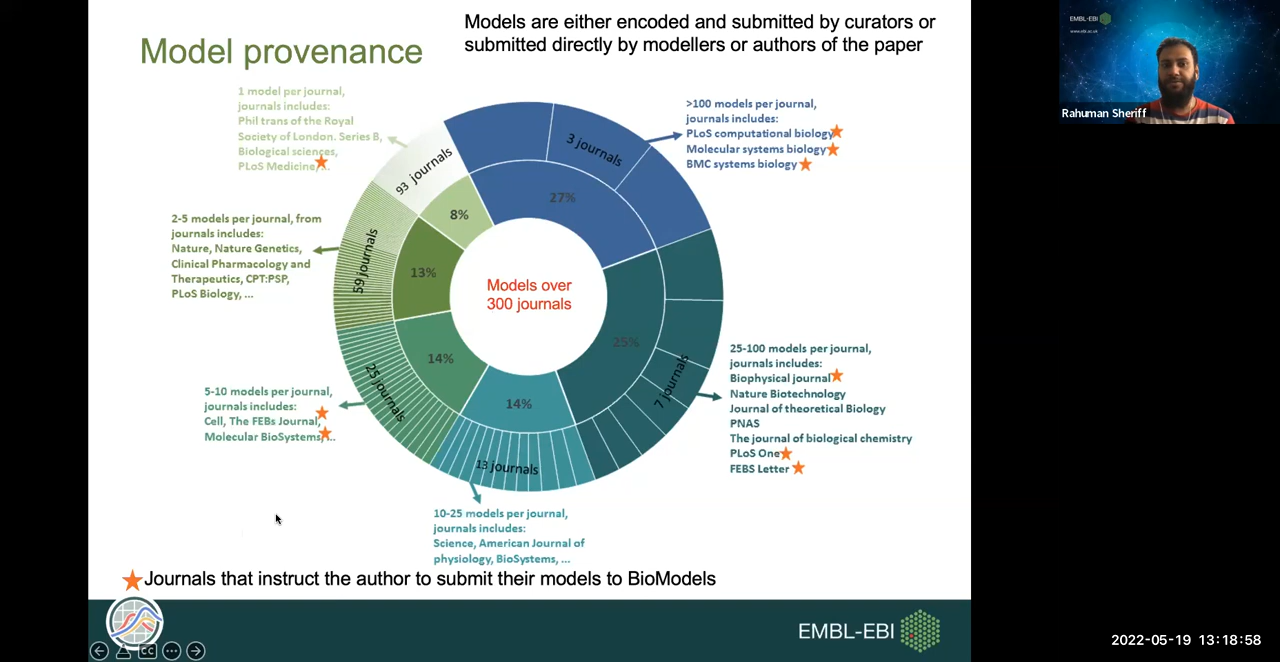 Models are either encoded and submitted by curators or
submitted directly by modellers or authors of the paper
Model provenance
EMBL-EBI
www.ebi.ac.uk
Rahuman Sheriff
1 model per journal,
journals includes:
Phil trans of the Royal
Society of London. Series B,
Biological sciences,
PLoS Medicine, ..
>100 models per journal,
journals includes:
PLoS computational biology
Molecular systems biology
BMC systems biology
93 journals
3 journals
8%
27%
2-5 models per journal, from
journals includes:
Nature, Nature Genetics,
Clinical Pharmacology and
Therapeutics, CPT:PSP,
PLoS Biology, ...
59 journals
13%
Models over
300 journals
25%
7 journals
25-100 models per journal,
journals includes:
Biophysical journal
Nature Biotechnology
Journal of theoretical Biology
PNAS
The journal of biological chemistry
PLoS One
FEBS Letter
14%
25 journals
5-10 models per journal,
journals includes:
Cell, The FEBs Journal,
Molecular BioSystems, ..
14%
13 journals
10-25 models per journal,
journals includes:
Science, American Journal of
physiology, BioSystems, ...
Journals that instruct the author to submit their models to BioModels
EMBL-EBI
CC
2022-05-19 13:18:58